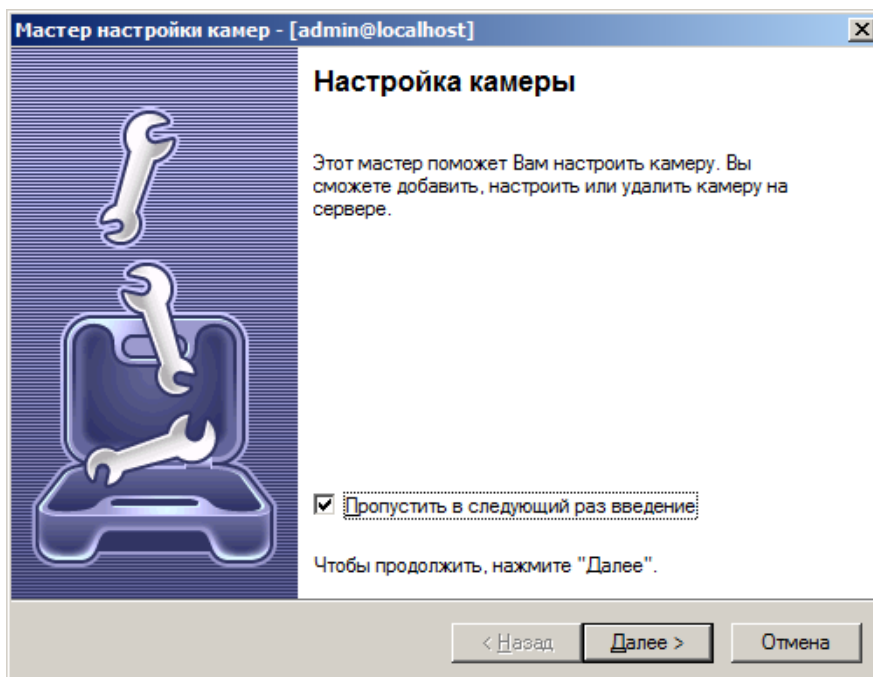 Мастер настройки камер - [admin@localhost]
Настройка камеры
Этот мастер поможет Вам настроить камеру. Вы
сможете добавить, настроить или удалить камеру на
сервере.
Пропустить в следующий раз введение
Чтобы продолжить, нажмите "Далее".
< Назад
Далее >
Отмена